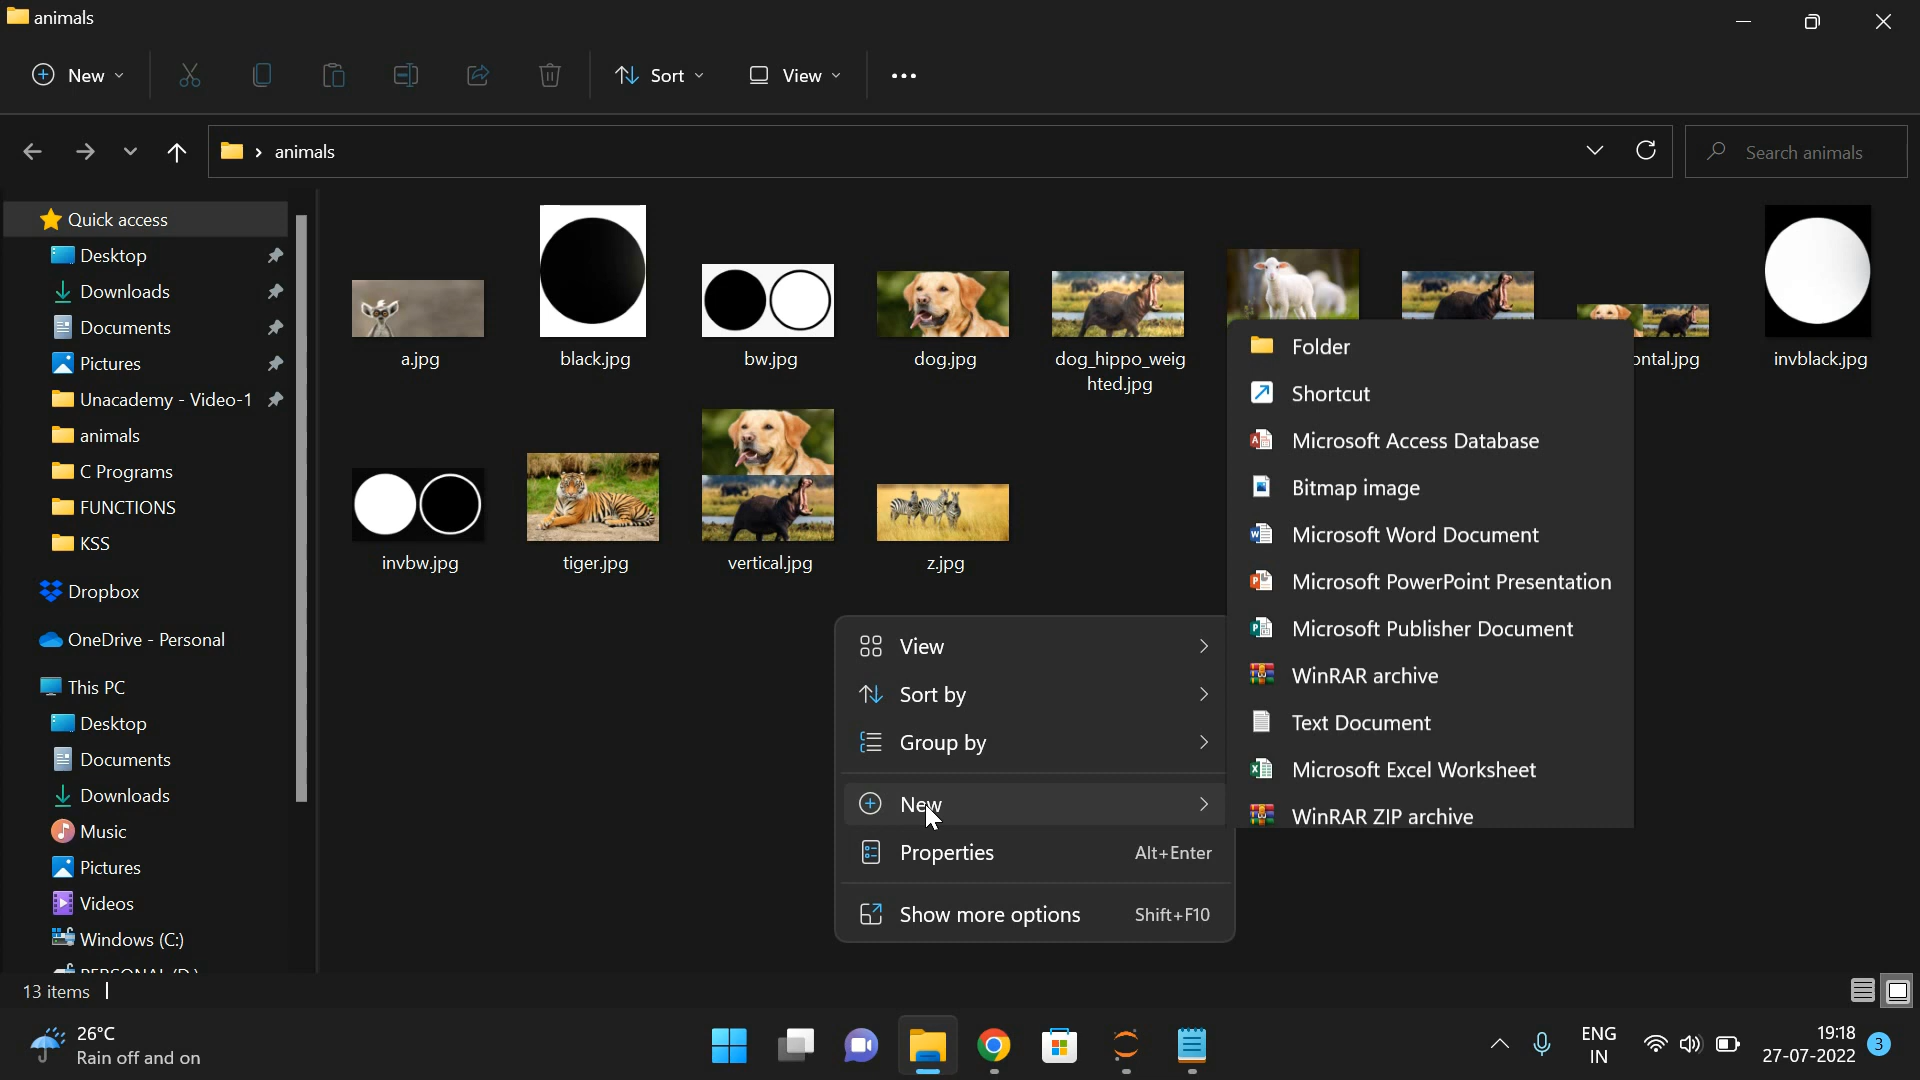 animals
New
Sort
View
animals
Search animals
Quick access
Desktop
Downloads
Documents
Pictures
Unacademy - Video-1
animals
C Programs
FUNCTIONS
KSS
Dropbox
OneDrive - Personal
This PC
Desktop
Documents
Downloads
Music
Pictures
Videos
Windows (C:)
a.jpg
black.jpg
bw.jpg
dog.jpg
dog_hippo_weig
hted.jpg
ontal.jpg
invblack.jpg
invbw.jpg
tiger.jpg
vertical.jpg
z.jpg
View
Sort by
Group by
New
Properties Alt+Enter
Show more options Shift+F10
Folder
Shortcut
Microsoft Access Database
Bitmap image
Microsoft Word Document
Microsoft PowerPoint Presentation
Microsoft Publisher Document
WinRAR archive
Text Document
Microsoft Excel Worksheet
WinRAR ZIP archive
13 items
26°C
Rain off and on
ENG
IN
19:18
27-07-2022
3